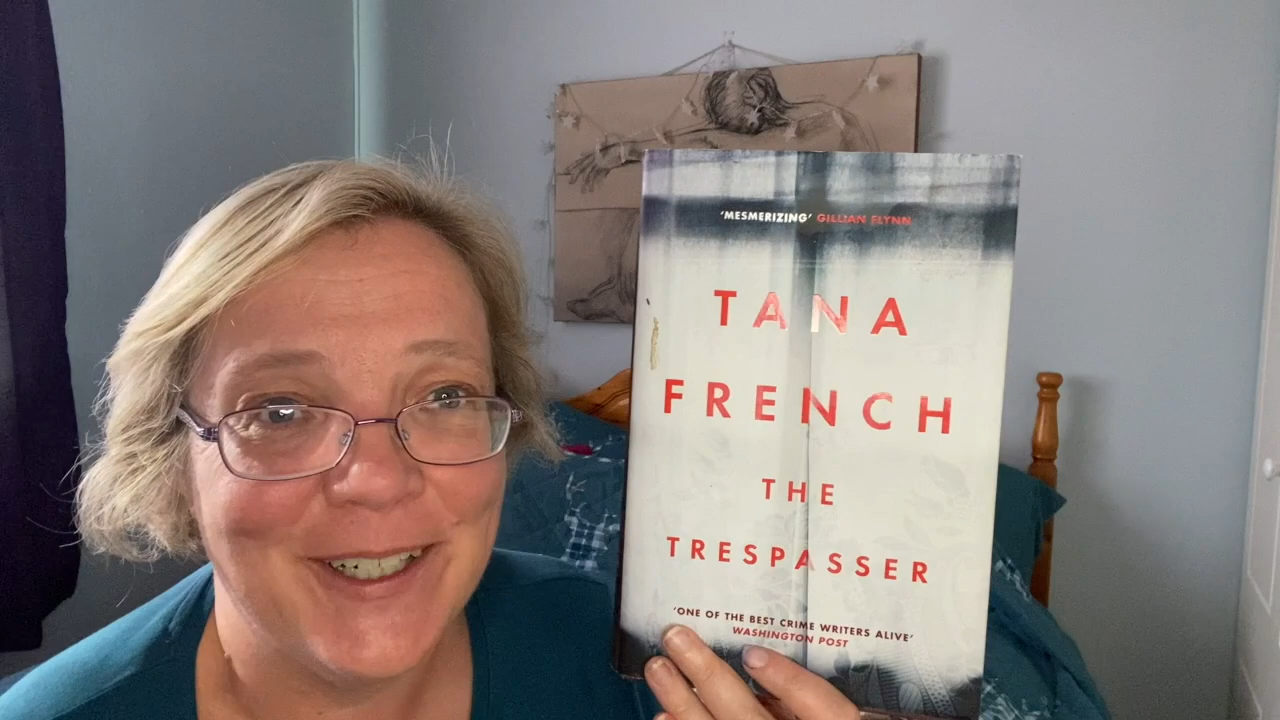 ‘MESMERIZING’ GILLIAN FLYNN
TANA
FRENCH
THE
TRESPASSER
‘ONE OF THE BEST CRIME WRITERS ALIVE’
WASHINGTON POST